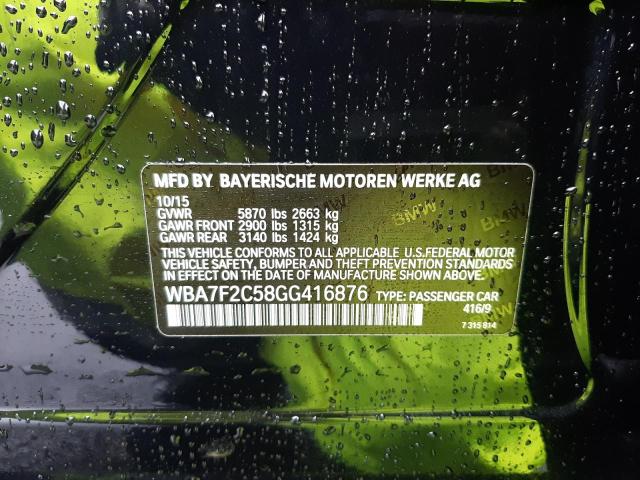 MFD BY BAYERISCHE MOTOREN WERKE AG
10/15
GVWR 5870 lbs 2663 kg
GAWR FRONT 2900 lbs 1315 kg
GAWR REAR 3140 lbs 1424 kg
THIS VEHICLE CONFORMS TO ALL APPLICABLE U.S.FEDERAL MOTOR
VEHICLE SAFETY, BUMPER AND THEFT PREVENTION STANDARDS
IN EFFECT ON THE DATE OF MANUFACTURE SHOWN ABOVE.
WBA7F2C58GG416876 TYPE: PASSENGER CAR
416/9
7 315 814
BMW
BMW